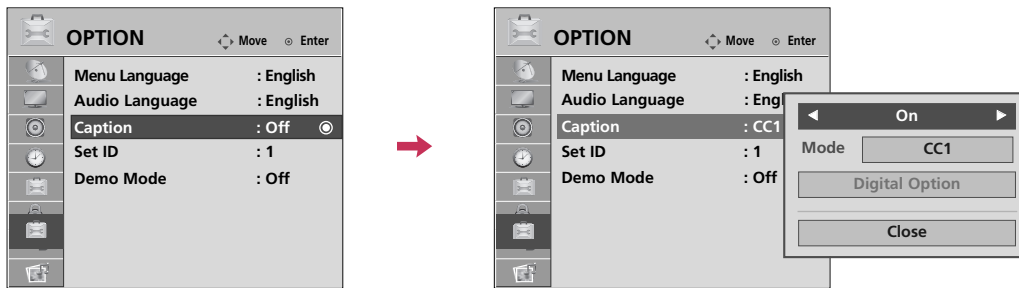 OPTION Move Enter
Menu Language : English
Audio Language : English
Caption : Off
Set ID : 1
Demo Mode : Off
OPTION Move Enter
Menu Language : English
Audio Language : Engl
Caption : CC1
Set ID : 1
Demo Mode : Off
On
Mode CC1
Digital Option
Close